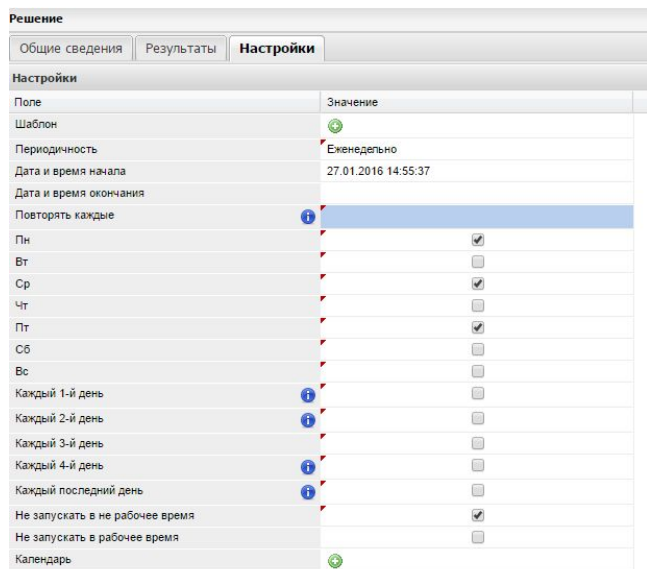 Решение
Общие сведения Результаты Настройки
Настройки
Поле Значение
Шаблон
Периодичность Еженедельно
Дата и время начала 27.01.2016 14:55:37
Дата и время окончания
Повторять каждые
Пн
Вт
Ср
Чт
Пт
Сб
Вс
Каждый 1-й день
Каждый 2-й день
Каждый 3-й день
Каждый 4-й день
Каждый последний день
Не запускать в не рабочее время
Не запускать в рабочее время
Календарь